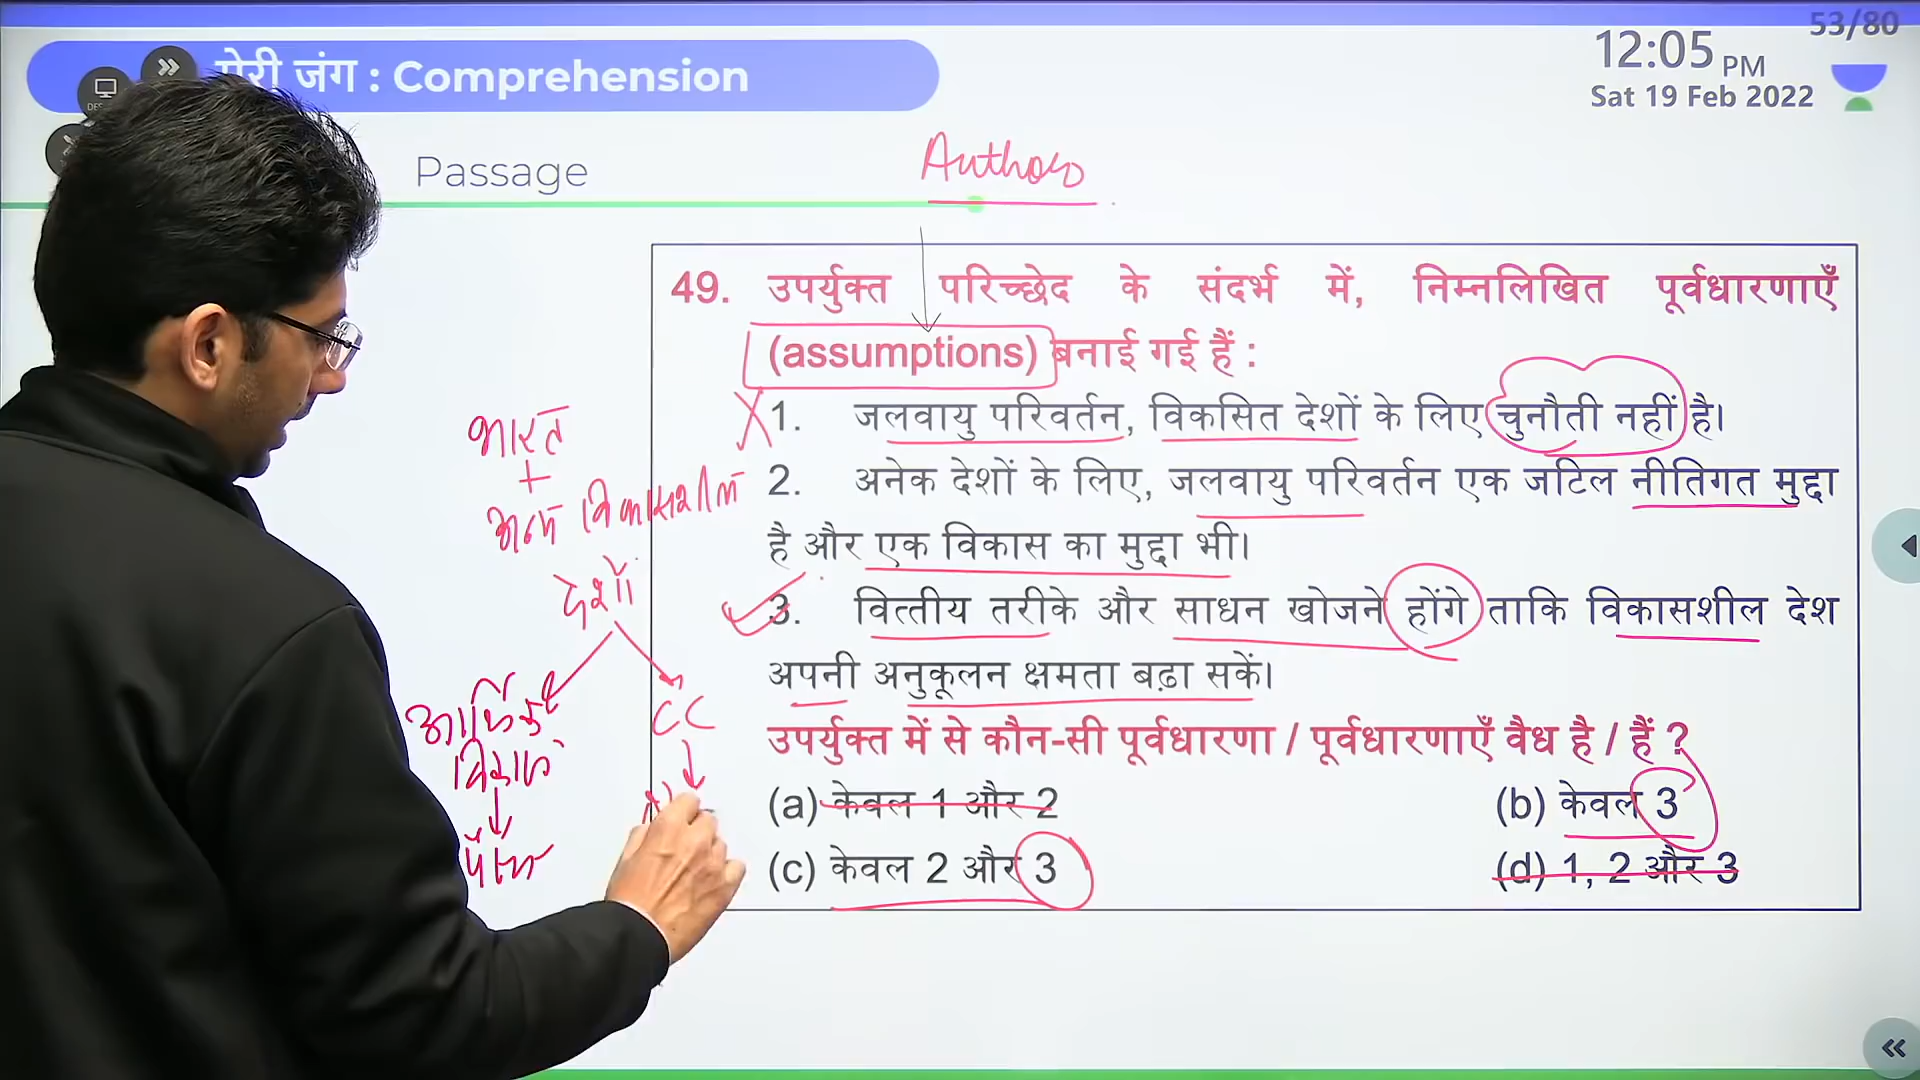 53/80
12:05 PM
Sat 19 Feb 2022
मेरी जंग : Comprehension
Passage
Author
49. उपर्युक्त परिच्छेद के संदर्भ में, निम्नलिखित पूर्वधारणाएँ
(assumptions) बनाई गई हैं :
1. जलवायु परिवर्तन, विकसित देशों के लिए चुनौती नहीं है।
2. अनेक देशों के लिए, जलवायु परिवर्तन एक जटिल नीतिगत मुद्दा
है और एक विकास का मुद्दा भी।
3. वित्तीय तरीके और साधन खोजने होंगे ताकि विकासशील देश
अपनी अनुकूलन क्षमता बढ़ा सकें।
उपर्युक्त में से कौन-सी पूर्वधारणा / पूर्वधारणाएँ वैध है / हैं ?
(a) केवल 1 और 2
(b) केवल 3
(c) केवल 2 और 3
(d) 1, 2 और 3
भारत
+
अन्य विकासशील
देशों
आर्थिक
विकास
CC